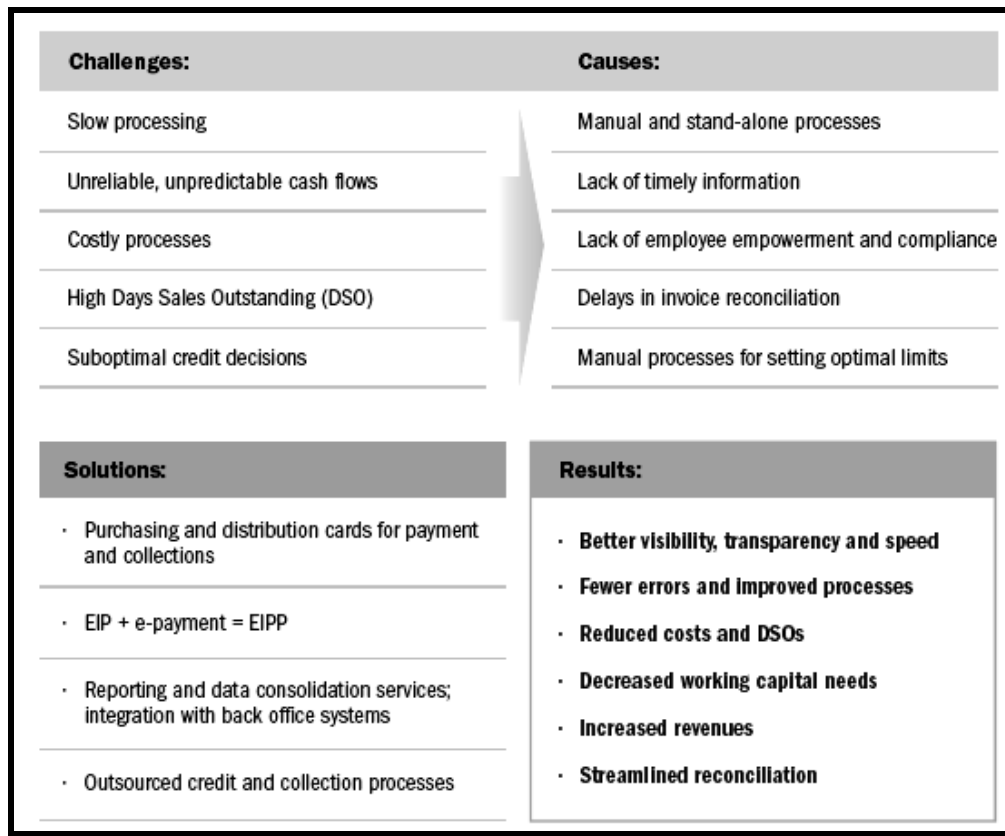 Challenges:
Causes:
Slow processing
Manual and stand-alone processes
Unreliable, unpredictable cash flows
Lack of timely information
Costly processes
Lack of employee empowerment and compliance
High Days Sales Outstanding (DSO)
Delays in invoice reconciliation
Suboptimal credit decisions
Manual processes for setting optimal limits
Solutions:
· Purchasing and distribution cards for payment
and collections
· EIP + e-payment = EIPP
· Reporting and data consolidation services;
integration with back office systems
· Outsourced credit and collection processes
Results:
· Better visibility, transparency and speed
· Fewer errors and improved processes
· Reduced costs and DSOs
· Decreased working capital needs
· Increased revenues
· Streamlined reconciliation